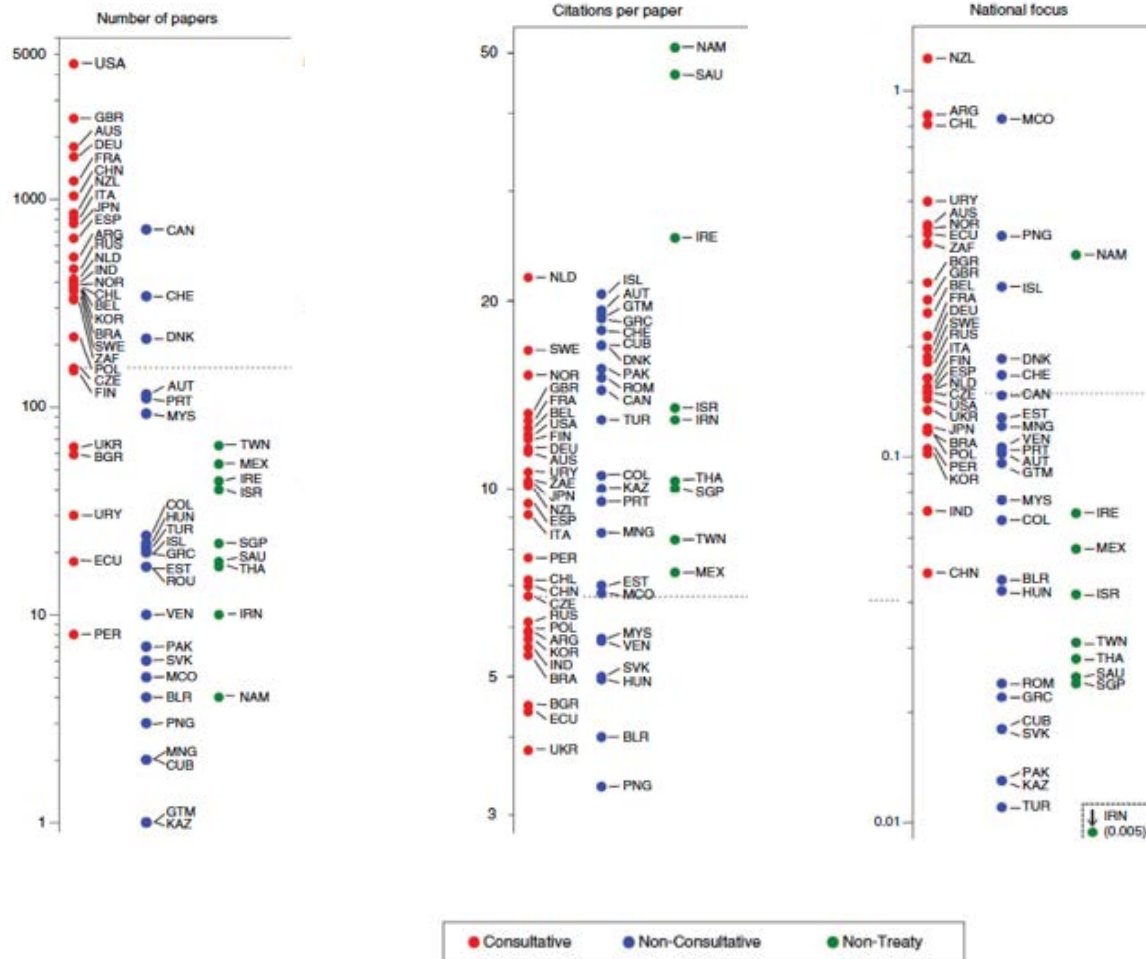 Number of papers
5000
1000
100
10
1
USA
GBR
AUS
DEU
FRA
CHN
NZL
ITA
JPN
ESP
ARG
RUS
NLD
IND
NOR
CHL
BEL
KOR
BRA
SWE
ZAF
POL
CZE
FIN
UKR
BGR
URY
ECU
PER
CAN
CHE
DNK
AUT
PRT
MYS
COL
HUN
TUR
ISL
GRC
EST
ROU
VEN
PAK
SVK
MCO
BLR
PNG
MNG
CUB
GTM
KAZ
TWN
MEX
IRE
ISR
SGP
SAU
THA
IRN
NAM
Citations per paper
50
20
10
5
3
NLD
SWE
NOR
GBR
FRA
BEL
USA
FIN
DEU
AUS
URY
ZAE
JPN
NZL
ESP
ITA
PER
CHL
CHN
CZE
RUS
POL
ARG
KOR
IND
BRA
BGR
ECU
UKR
ISL
AUT
GTM
GRC
CHE
CUB
DNK
PAK
ROM
CAN
TUR
COL
KAZ
PRT
MNG
EST
MCO
MYS
VEN
SVK
HUN
BLR
PNG
NAM
SAU
IRE
ISR
IRN
THA
SGP
TWN
MEX
National focus
1
0.1
0.01
NZL
ARG
CHL
URY
AUS
NOR
ECU
ZAF
BGR
GBR
BEL
FRA
DEU
SWE
RUS
ITA
FIN
ESP
NLD
CZE
USA
UKR
JPN
BRA
POL
PER
KOR
IND
CHN
MCO
PNG
ISL
DNK
CHE
CAN
EST
MNG
VEN
PRT
AUT
GTM
MYS
COL
BLR
HUN
ROM
GRC
CUB
SVK
PAK
KAZ
TUR
NAM
IRE
MEX
ISR
TWN
THA
SAU
SGP
IRN
(0.005)
Consultative
Non-Consultative
Non-Treaty